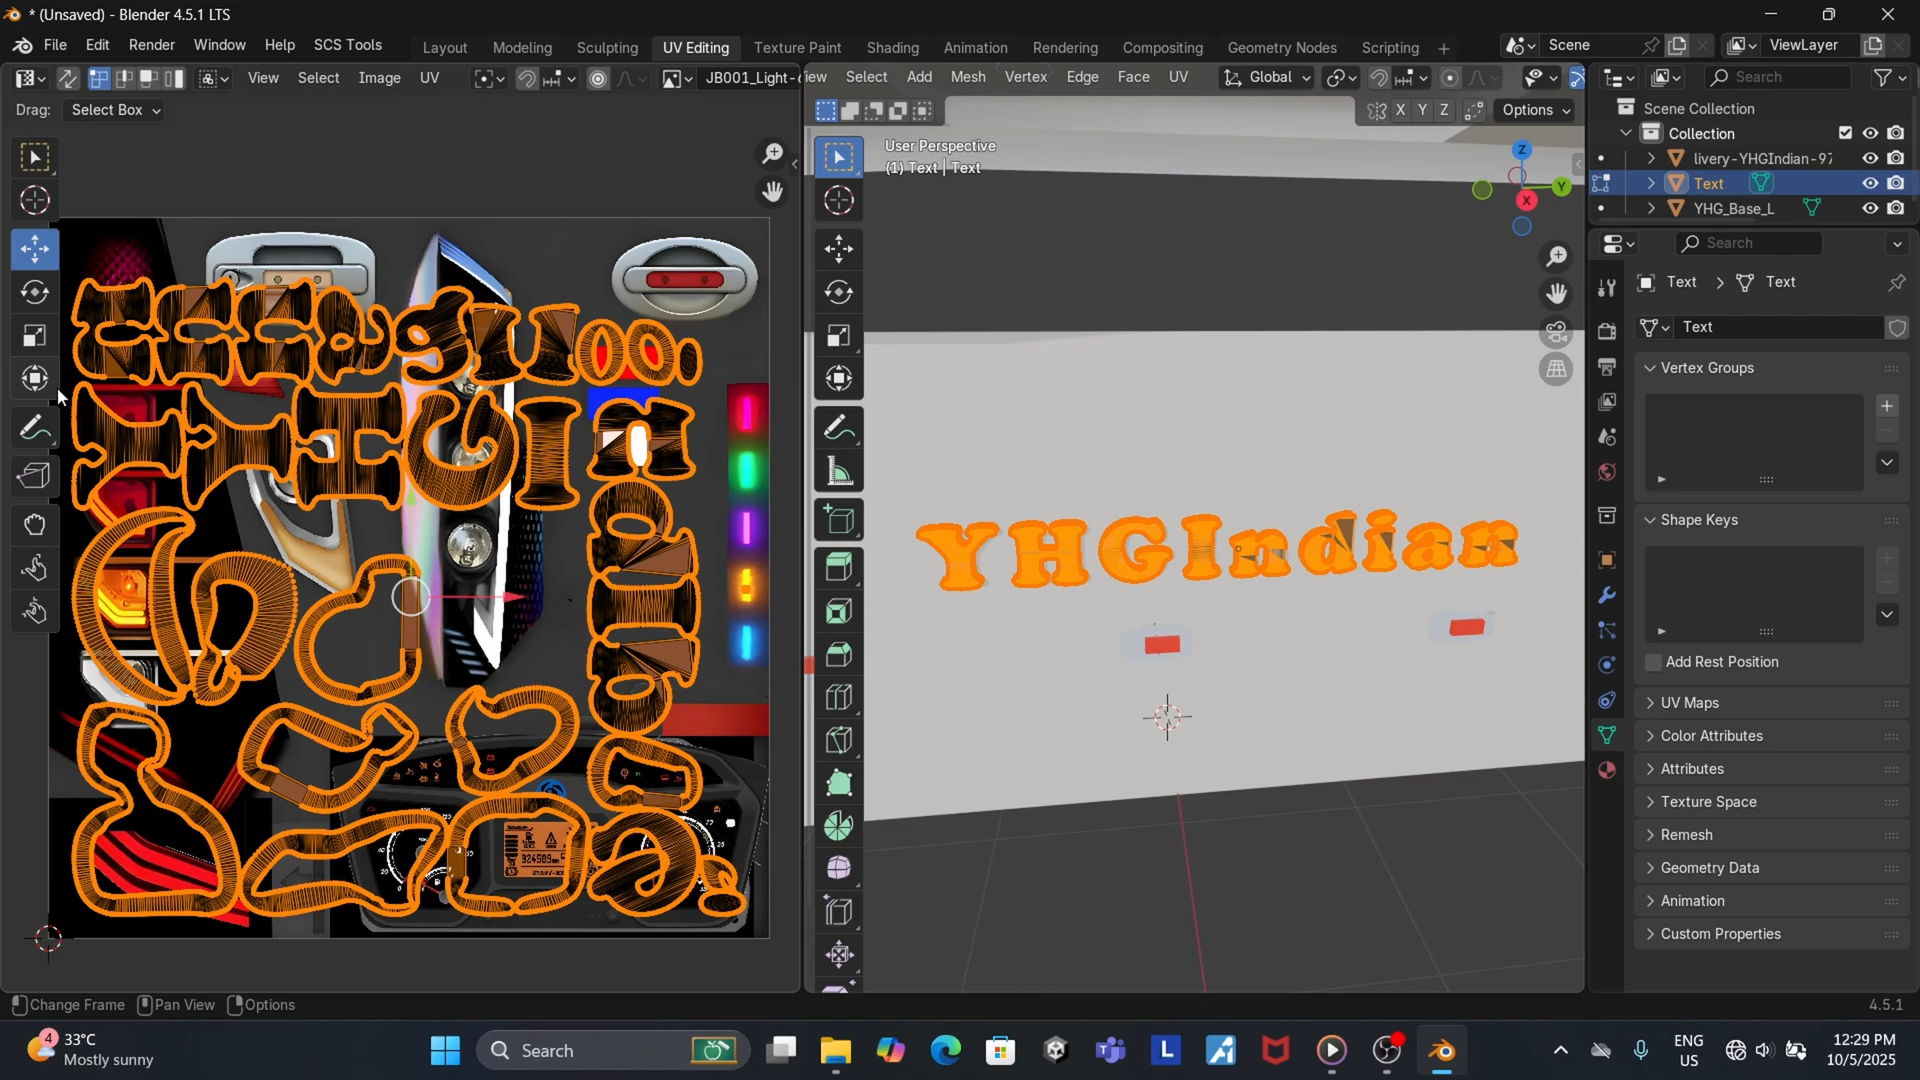 * (Unsaved) - Blender 4.5.1 LTS
File Edit Render Window Help SCS Tools
Layout Modeling Sculpting UV Editing Texture Paint Shading Animation Rendering Compositing Geometry Nodes Scripting +
Scene
ViewLayer
View Select Image UV
JB001_Light-
iew Select Add Mesh Vertex Edge Face UV
Global
Search
Drag: Select Box
X Y Z
Options
User Perspective
(1) Text | Text
Z
Y
X
Scene Collection
Collection
livery-YHGIndian-97
Text
YHG_Base_L
Search
Text > Text
Text
Vertex Groups
Shape Keys
Add Rest Position
UV Maps
Color Attributes
Attributes
Texture Space
Remesh
Geometry Data
Animation
Custom Properties
YHGIndian
Change Frame Pan View Options
4.5.1
4
33°C
Mostly sunny
Search
ENG
US
12:29 PM
10/5/2025